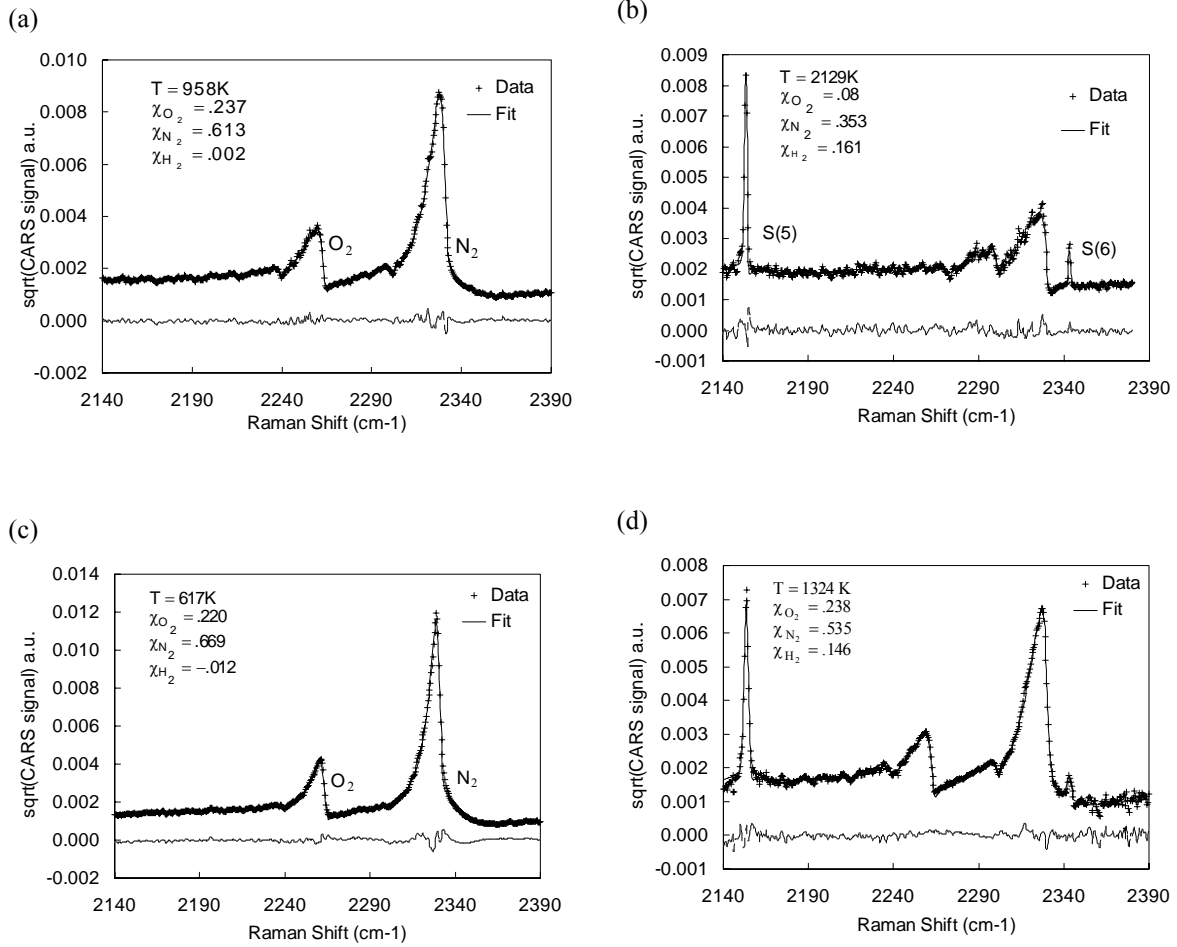 (a)
0.010
0.008
0.006
0.004
0.002
0.000
-0.002
sqrt(CARS signal) a.u.
T = 958K
χO2 = .237
χN2 = .613
χH2 = .002
Data
Fit
O2
N2
2140 2190 2240 2290 2340 2390
Raman Shift (cm-1)
(b)
0.009
0.008
0.007
0.006
0.005
0.004
0.003
0.002
0.001
0.000
-0.001
sqrt(CARS signal) a.u.
T = 2129K
χO2 = .08
χN2 = .353
χH2 = .161
Data
Fit
S(5)
S(6)
2140 2190 2240 2290 2340 2390
Raman Shift (cm-1)
(c)
0.014
0.012
0.010
0.008
0.006
0.004
0.002
0.000
-0.002
sqrt(CARS signal) a.u.
T = 617K
χO2 = .220
χN2 = .669
χH2 = −.012
Data
Fit
O2
N2
2140 2190 2240 2290 2340 2390
Raman Shift (cm-1)
(d)
0.008
0.007
0.006
0.005
0.004
0.003
0.002
0.001
0.000
-0.001
sqrt(CARS signal) a.u.
T = 1324 K
χO2 = .238
χN2 = .535
χH2 = .146
Data
Fit
2140 2190 2240 2290 2340 2390
Raman Shift (cm-1)